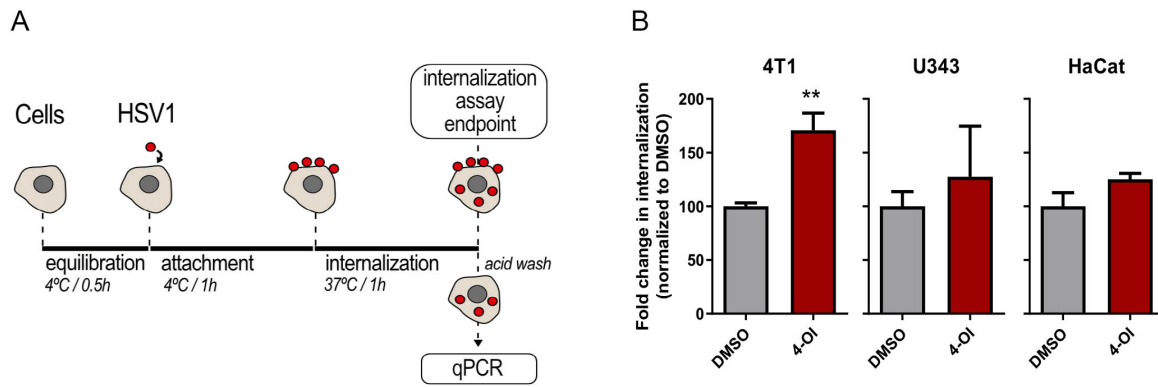 A
Cells
HSV1
internalization
assay
endpoint
equilibration
4ºC / 0.5h
attachment
4ºC / 1h
internalization
37ºC / 1h
acid wash
qPCR
B
Fold change in internalization
(normalized to DMSO)
4T1
U343
HaCat
**
200
150
100
50
0
DMSO
4-OI
DMSO
4-OI
DMSO
4-OI